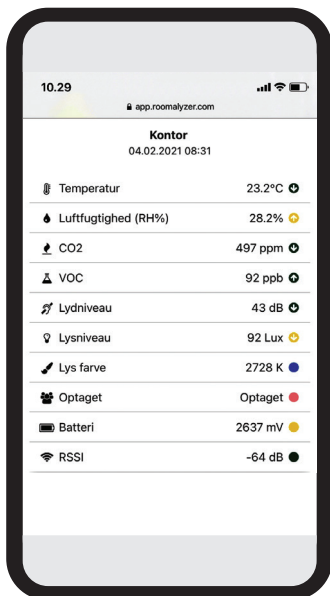 10.29
app.roomalyzer.com
Kontor
04.02.2021 08:31
Temperatur 23.2°C
Luftfugtighed (RH%) 28.2%
CO2 497 ppm
VOC 92 ppb
Lydniveau 43 dB
Lysniveau 92 Lux
Lys farve 2728 K
Optaget Optaget
Batteri 2637 mV
RSSI -64 dB